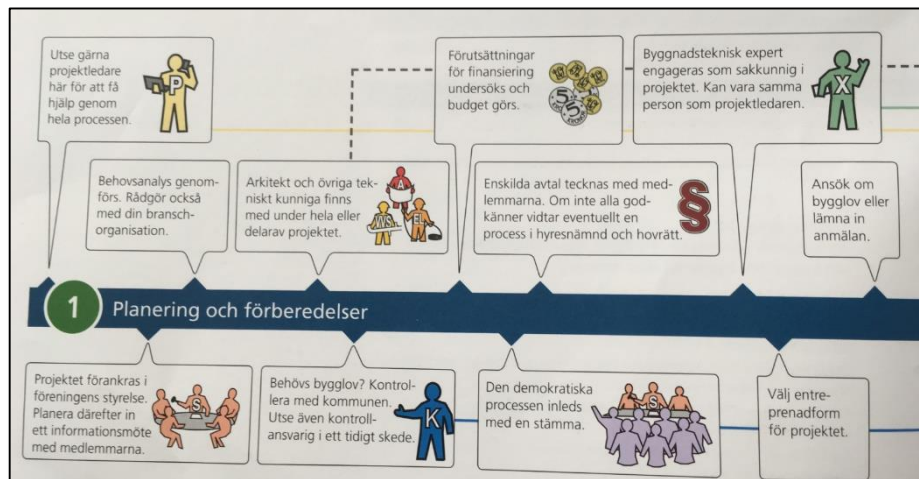 Utse gärna
projektledare
här för att få
hjälp genom
hela processen.
P
Förutsättningar
för finansiering
undersöks och
budget görs.
Byggnadsteknisk expert
engageras som sakkunnig i
projektet. Kan vara samma
person som projektledaren.
X
Behovsanalys genom-
förs. Rådgör också
med din bransch-
organisation.
Arkitekt och övriga tek-
niskt kunniga finns
med under hela eller
delarav projektet.
A
VVS
EL
Enskilda avtal tecknas med med-
lemmarna. Om inte alla god-
känner vidtar eventuellt en
process i hyresnämnd och hovrätt.
§
Ansök om
bygglov eller
lämna in
anmälan.
1 Planering och förberedelser
Projektet förankras i
föreningens styrelse.
Planera därefter in
ett informationsmöte
med medlemmarna.
S
Behövs bygglov? Kontrol-
lera med kommunen.
Utse även kontroll-
ansvarig i ett tidigt skede.
K
Den demokratiska
processen inleds
med en stämma.
S
Välj entre-
prenadform
för projektet.